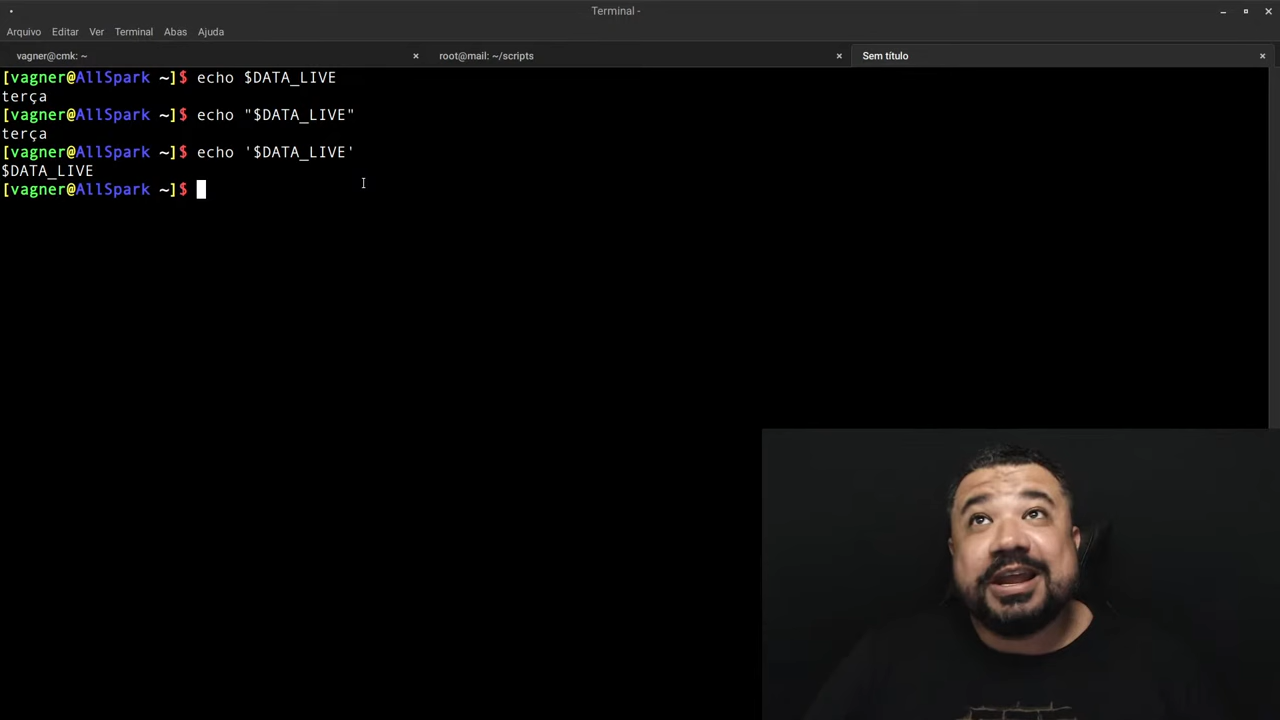 Terminal -
Arquivo Editar Ver Terminal Abas Ajuda
vagner@cmk: ~ root@mail: ~/scripts Sem título
[vagner@AllSpark ~]$ echo $DATA_LIVE
terça
[vagner@AllSpark ~]$ echo "$DATA_LIVE"
terça
[vagner@AllSpark ~]$ echo '$DATA_LIVE'
$DATA_LIVE
[vagner@AllSpark ~]$